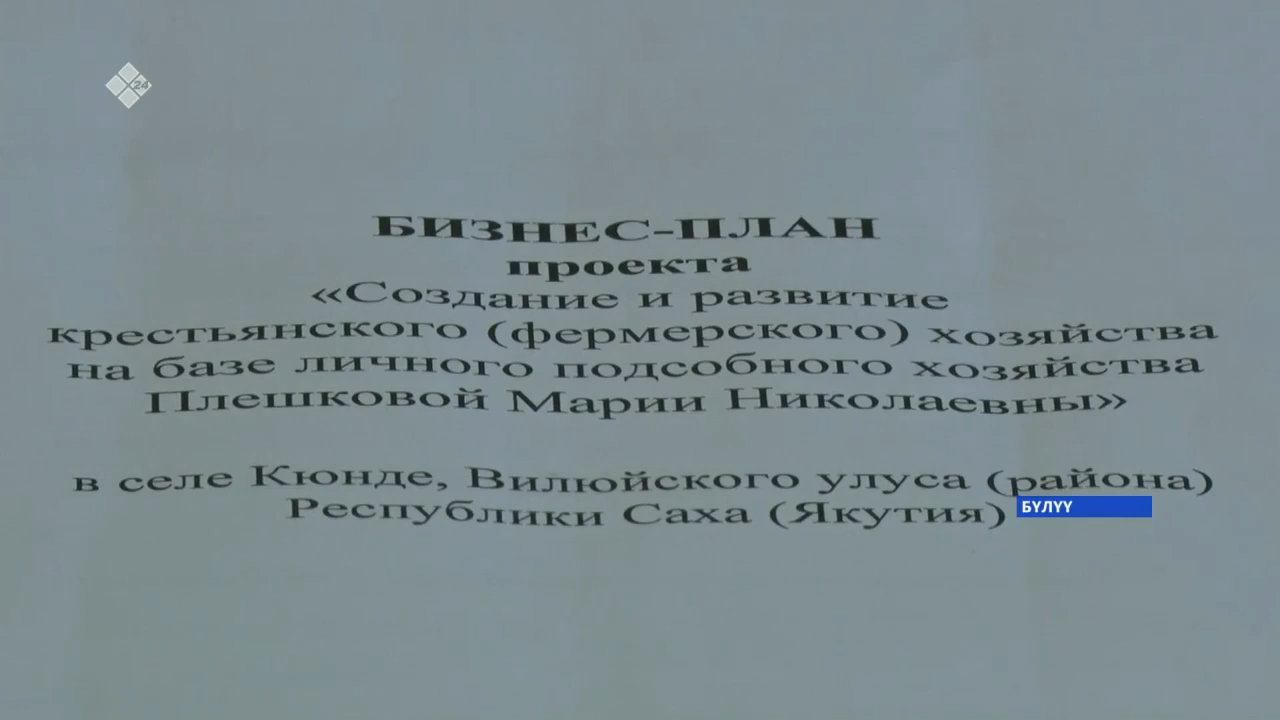 24
БИЗНЕС-ПЛАН
проекта
«Создание и развитие
крестьянского (фермерского) хозяйства
на базе личного подсобного хозяйства
Плешковой Марии Николаевны»
в селе Кюнде, Вилюйского улуса (района)
Республики Саха (Якутия)
БҮЛҮҮ